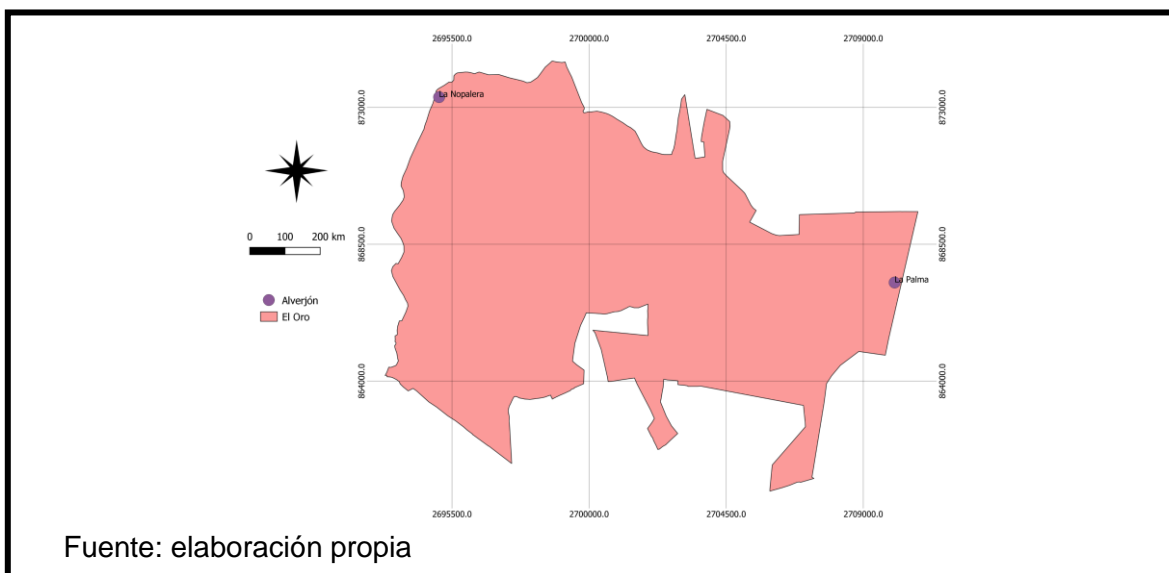 2695500.0 2700000.0 2704500.0 2709000.0
La Nopalera
873000.0 873000.0
0 100 200 km
868500.0 868500.0
La Palma
Alverjón
El Oro
864000.0 864000.0
2695500.0 2700000.0 2704500.0 2709000.0
Fuente: elaboración propia